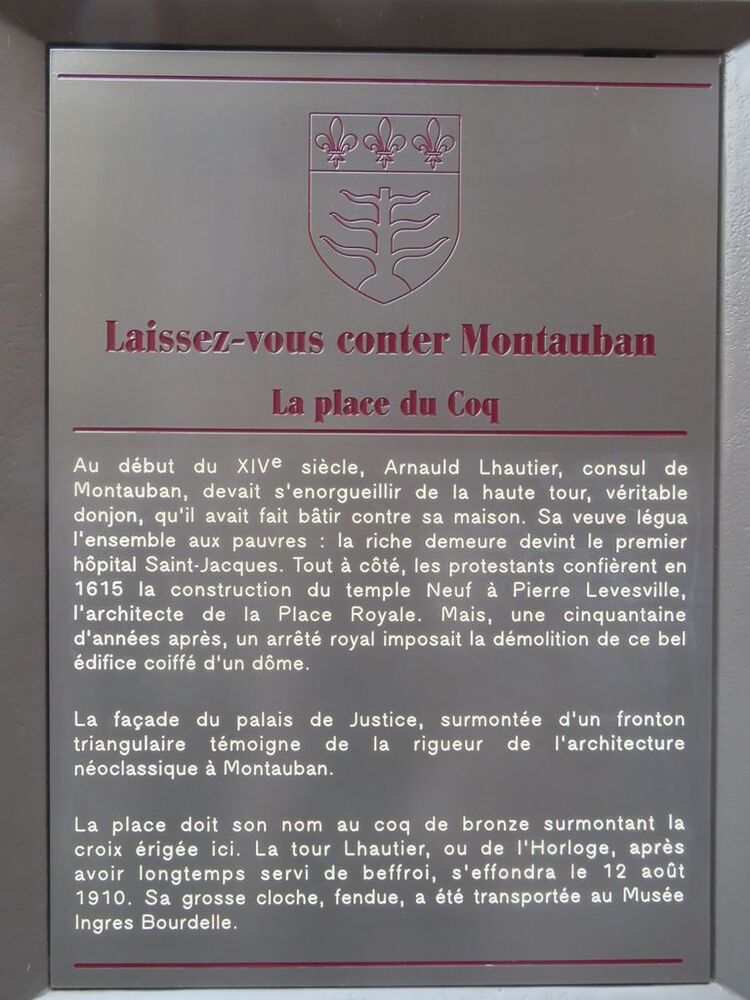 Laissez-vous conter Montauban
La place du Coq
Au début du XIVe siècle, Arnauld Lhautier, consul de
Montauban, devait s'enorgueillir de la haute tour, véritable
donjon, qu'il avait fait bâtir contre sa maison. Sa veuve légua
l'ensemble aux pauvres : la riche demeure devint le premier
hôpital Saint-Jacques. Tout à côté, les protestants confièrent en
1615 la construction du temple Neuf à Pierre Levesville,
l'architecte de la Place Royale. Mais, une cinquantaine
d'années après, un arrêté royal imposait la démolition de ce bel
édifice coiffé d'un dôme.
La façade du palais de Justice, surmontée d'un fronton
triangulaire témoigne de la rigueur de l'architecture
néoclassique à Montauban.
La place doit son nom au coq de bronze surmontant la
croix érigée ici. La tour Lhautier, ou de l'Horloge, après
avoir longtemps servi de beffroi, s'effondra le 12 août
1910. Sa grosse cloche, fendue, a été transportée au Musée
Ingres Bourdelle.